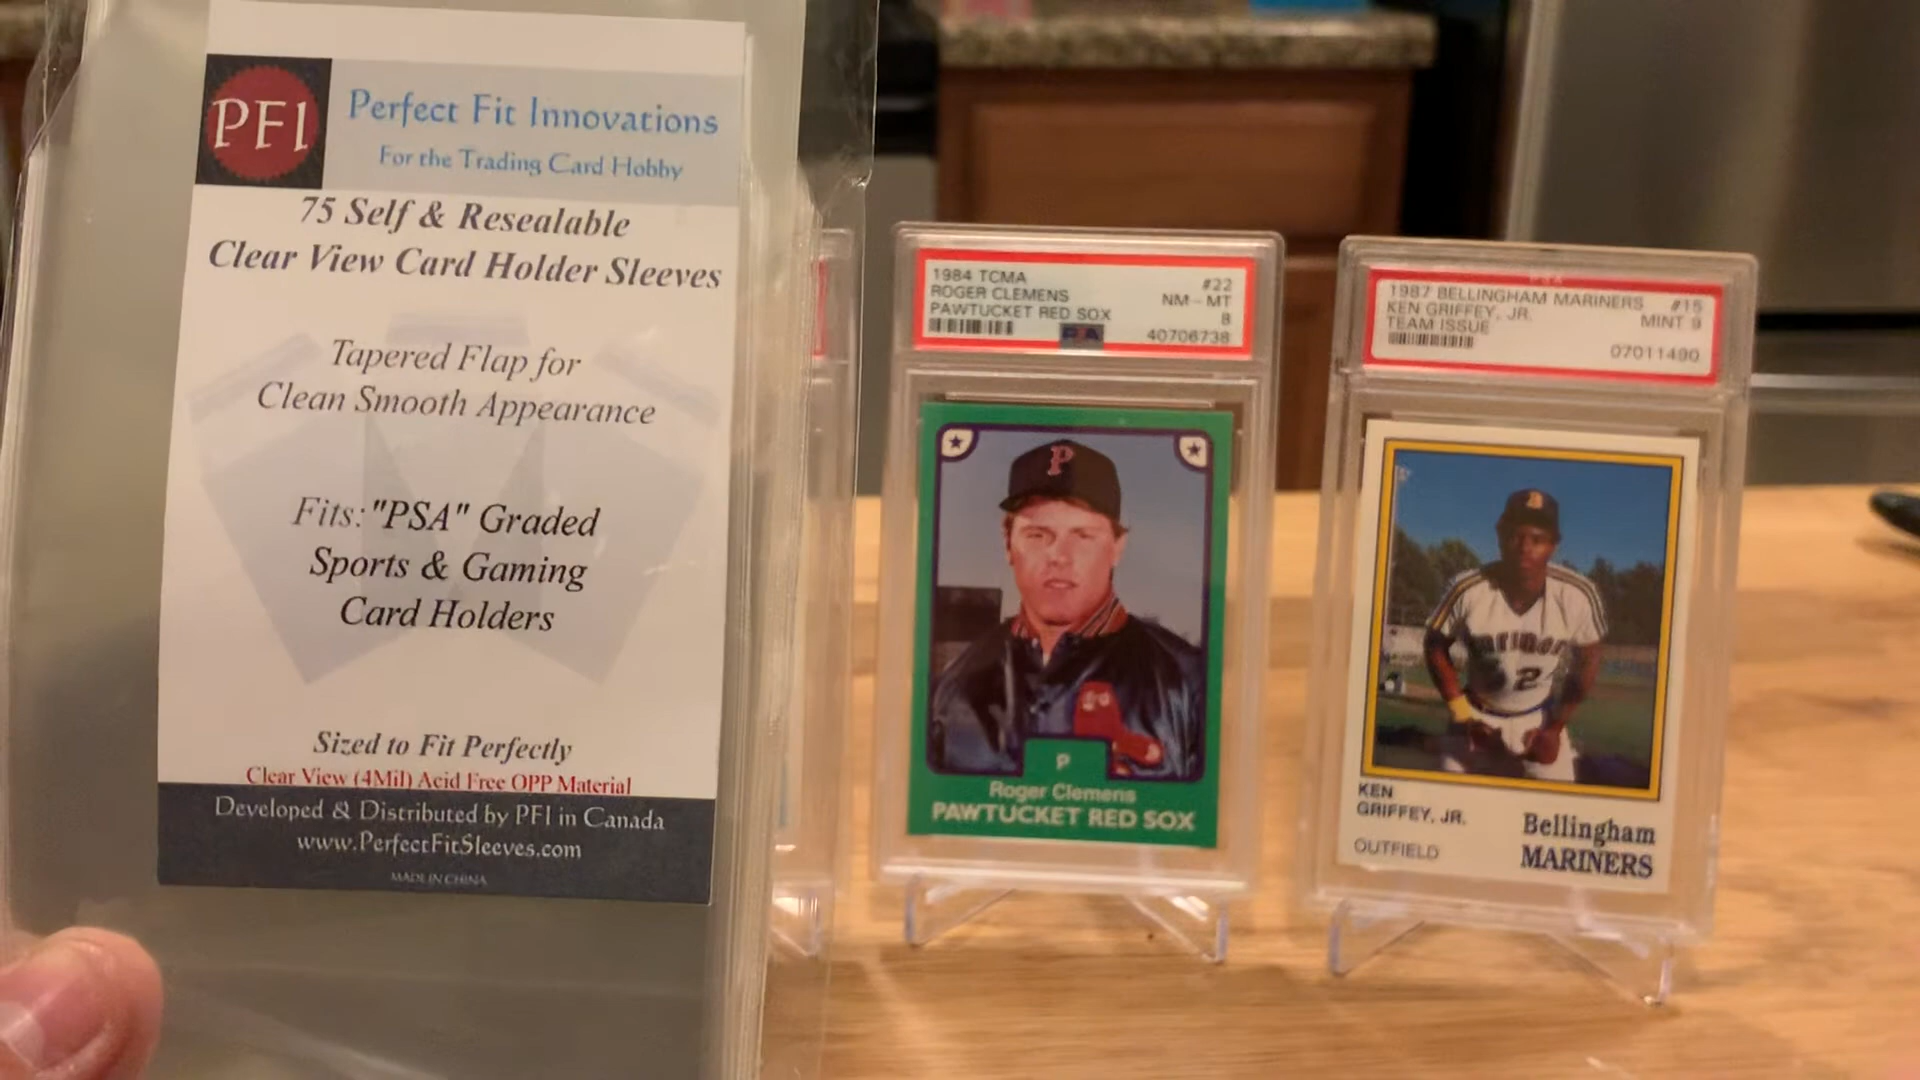 PFI
Perfect Fit Innovations
For the Trading Card Hobby
75 Self & Resealable
Clear View Card Holder Sleeves
Tapered Flap for
Clean Smooth Appearance
Fits: "PSA" Graded
Sports & Gaming
Card Holders
Sized to Fit Perfectly
Clear View (4Mil) Acid Free OPP Material
Developed & Distributed by PFI in Canada
www.PerfectFitSleeves.com
MADE IN CHINA
1984 TCMA #22
ROGER CLEMENS NM - MT
PAWTUCKET RED SOX 8
PSA 40706738
P
P
Roger Clemens
PAWTUCKET RED SOX
PSA
1987 BELLINGHAM MARINERS #15
KEN GRIFFEY, JR. MINT 9
TEAM ISSUE
07011490
B
2
KEN
GRIFFEY, JR.
OUTFIELD
Bellingham
MARINERS